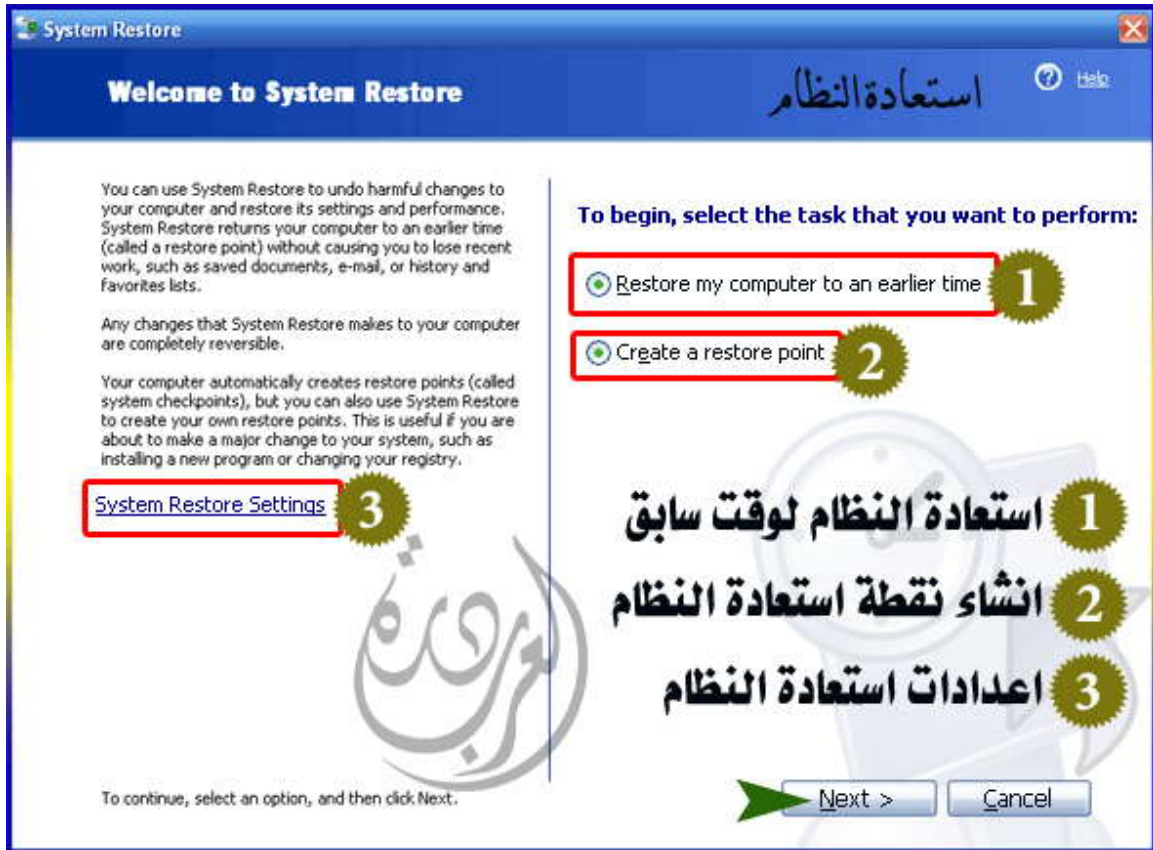 System Restore
Welcome to System Restore
استعادة النظام
Help
You can use System Restore to undo harmful changes to
your computer and restore its settings and performance.
System Restore returns your computer to an earlier time
(called a restore point) without causing you to lose recent
work, such as saved documents, e-mail, or history and
favorites lists.
Any changes that System Restore makes to your computer
are completely reversible.
Your computer automatically creates restore points (called
system checkpoints), but you can also use System Restore
to create your own restore points. This is useful if you are
about to make a major change to your system, such as
installing a new program or changing your registry.
System Restore Settings 3
To continue, select an option, and then click Next.
To begin, select the task that you want to perform:
Restore my computer to an earlier time 1
Create a restore point 2
1 استعادة النظام لوقت سابق
2 انشاء نقطة استعادة النظام
3 اعدادات استعادة النظام
Next >
Cancel